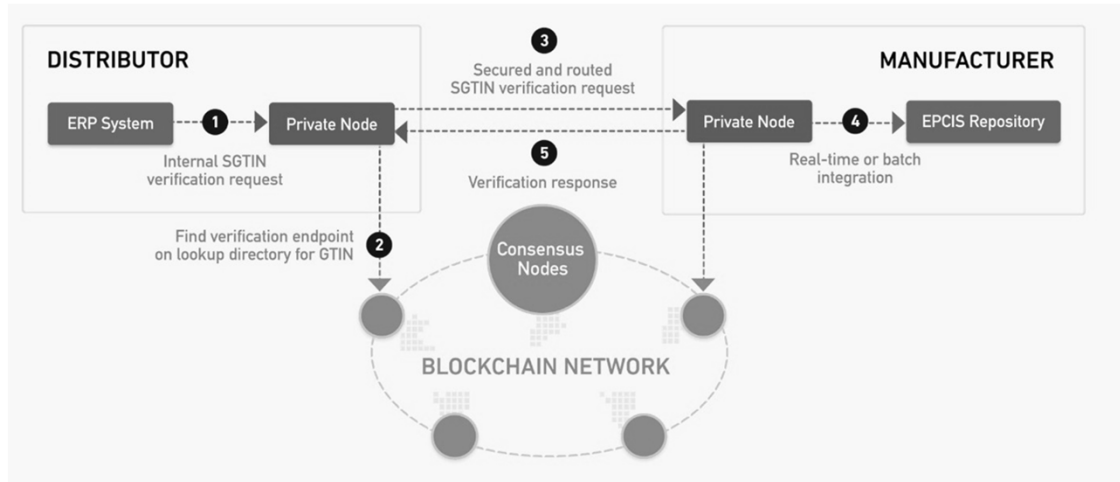 DISTRIBUTOR
ERP System
1
Internal SGTIN
verification request
Private Node
3
Secured and routed
SGTIN verification request
5
Verification response
MANUFACTURER
Private Node
4
Real-time or batch
integration
EPCIS Repository
Find verification endpoint
on lookup directory for GTIN
2
Consensus
Nodes
BLOCKCHAIN NETWORK